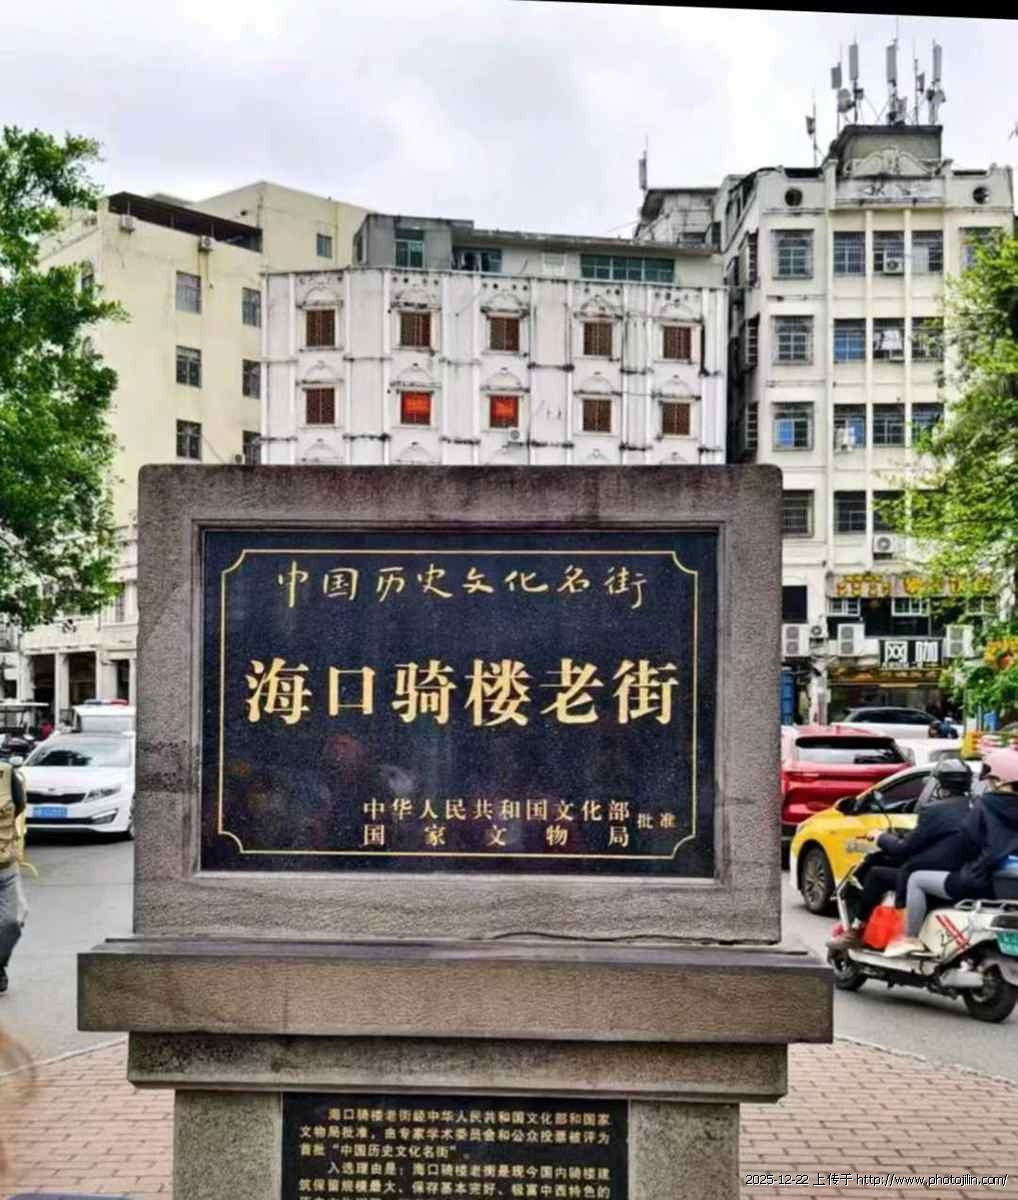 中国历史文化名街
海口骑楼老街
中华人民共和国文化部
国家文物局
批准
网咖
海口骑楼老街经中华人民共和国文化部和国家
文物局批准，由专家学术委员会和公众投票被评为
首批“中国历史文化名街”。
入选理由是：海口骑楼老街是现今国内骑楼建
筑保留规模最大、保存基本完好、极富中西特色的
2025-12-22 上传于 http://www.photojilin.com/